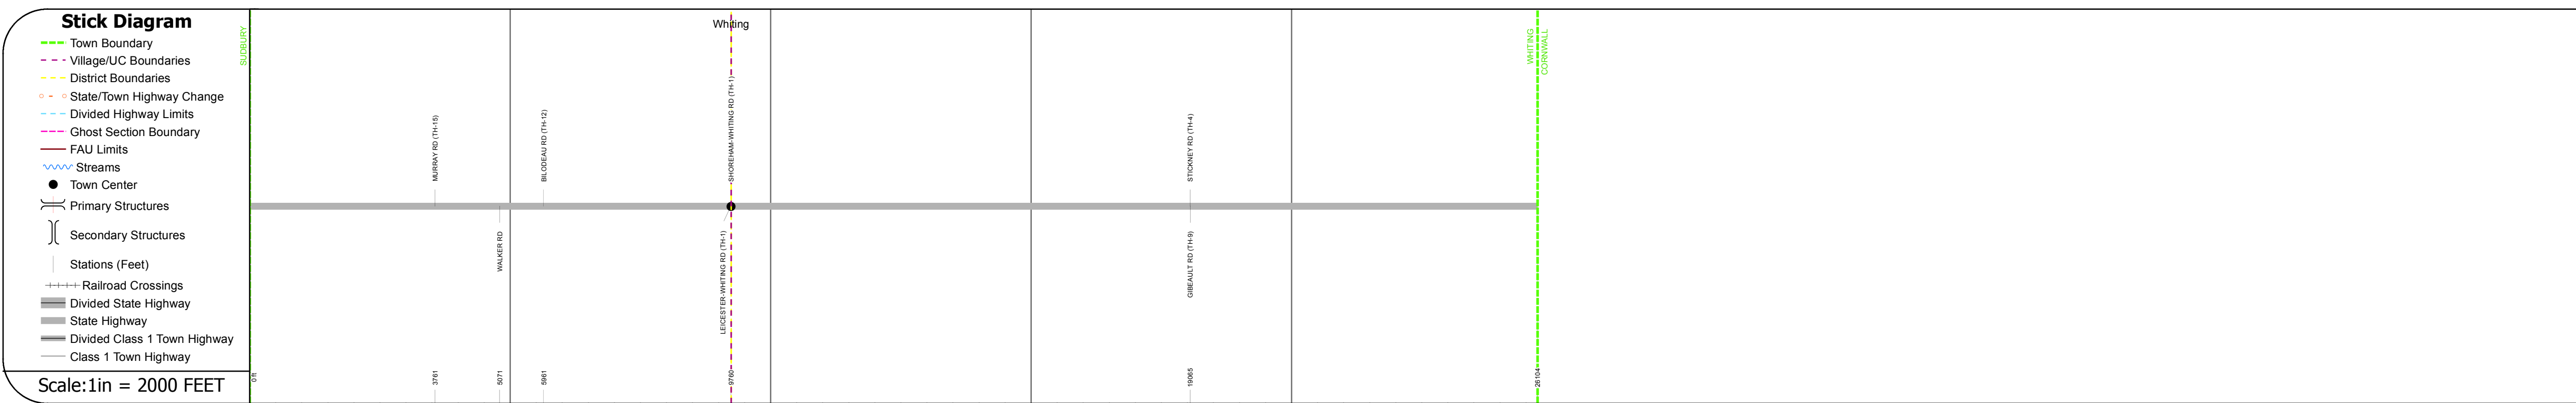 Stick Diagram
Town Boundary
Village/UC Boundaries
District Boundaries
State/Town Highway Change
Divided Highway Limits
Ghost Section Boundary
FAU Limits
Streams
Town Center
Primary Structures
Secondary Structures
Stations (Feet)
Railroad Crossings
Divided State Highway
State Highway
Divided Class 1 Town Highway
Class 1 Town Highway
Scale:1in = 2000 FEET
SUDBURY
0 ft
MURRAY RD (TH-15)
3761
WALKER RD
5071
BILODEAU RD (TH-12)
5961
Whiting
SHOREHAM-WHITING RD (TH-1)
LEICESTER-WHITING RD (TH-1)
9760
STICKNEY RD (TH-4)
GIBEAULT RD (TH-9)
19065
WHITING
CORNWALL
26104